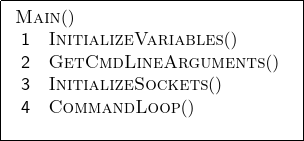 Main()
1 InitializeVariables()
2 GetCmdLineArguments()
3 InitializeSockets()
4 CommandLoop()